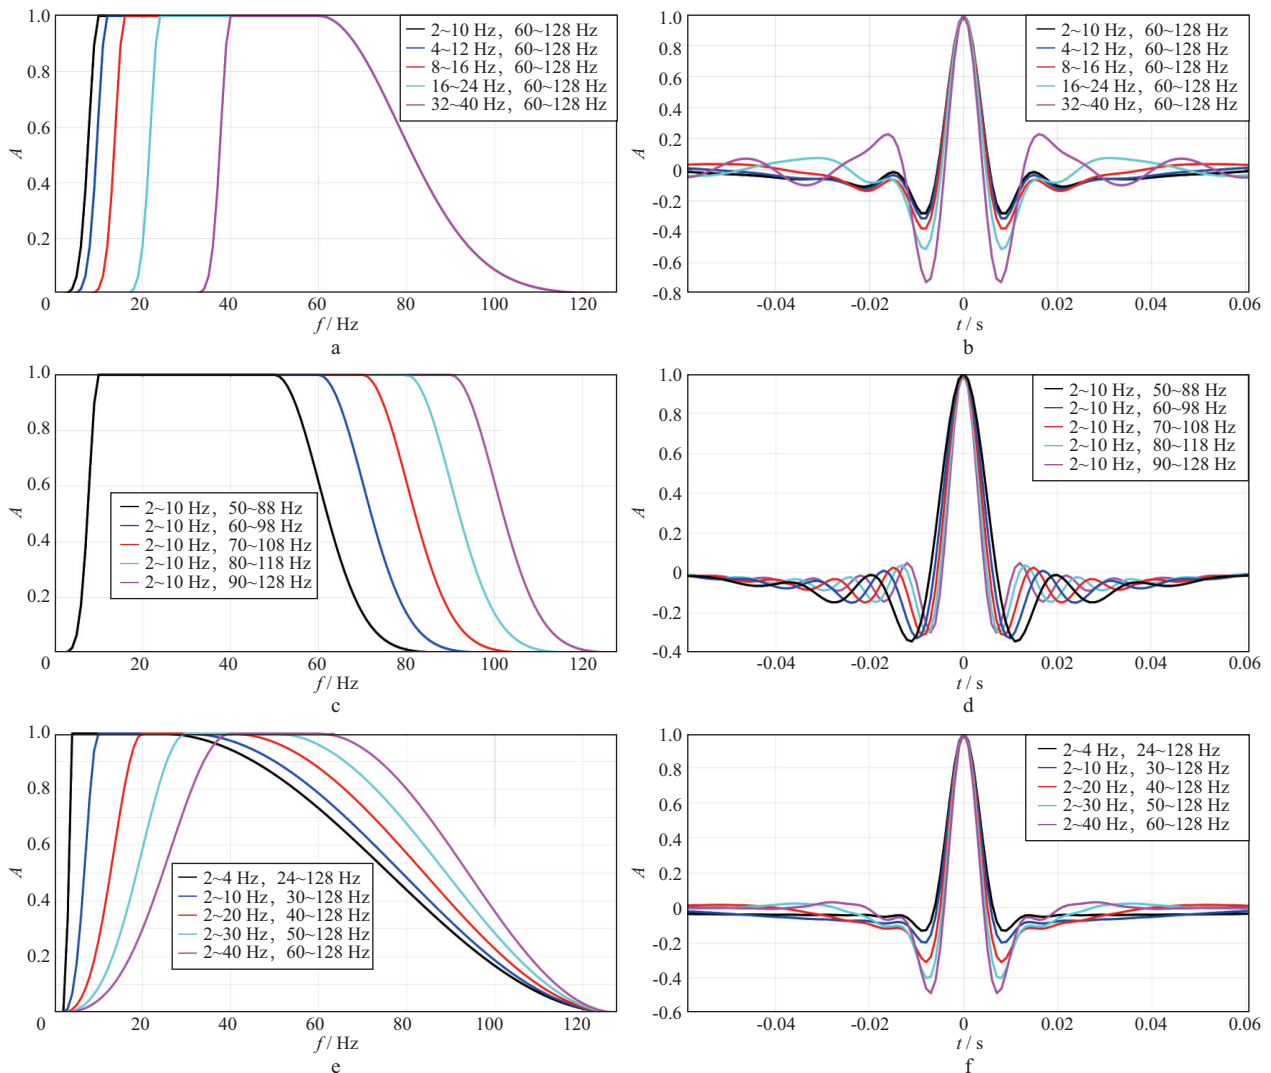 1.0
0.8
0.6
0.4
0.2
0
20
40
60
80
100
120
A
f / Hz
a
2~10 Hz, 60~128 Hz
4~12 Hz, 60~128 Hz
8~16 Hz, 60~128 Hz
16~24 Hz, 60~128 Hz
32~40 Hz, 60~128 Hz
1.0
0.8
0.6
0.4
0.2
0
-0.2
-0.4
-0.6
-0.8
-0.04
-0.02
0
0.02
0.04
0.06
A
t / s
b
2~10 Hz, 60~128 Hz
4~12 Hz, 60~128 Hz
8~16 Hz, 60~128 Hz
16~24 Hz, 60~128 Hz
32~40 Hz, 60~128 Hz
1.0
0.8
0.6
0.4
0.2
0
20
40
60
80
100
120
A
f / Hz
c
2~10 Hz, 50~88 Hz
2~10 Hz, 60~98 Hz
2~10 Hz, 70~108 Hz
2~10 Hz, 80~118 Hz
2~10 Hz, 90~128 Hz
1.0
0.8
0.6
0.4
0.2
0
-0.2
-0.4
-0.04
-0.02
0
0.02
0.04
0.06
A
t / s
d
2~10 Hz, 50~88 Hz
2~10 Hz, 60~98 Hz
2~10 Hz, 70~108 Hz
2~10 Hz, 80~118 Hz
2~10 Hz, 90~128 Hz
1.0
0.8
0.6
0.4
0.2
0
20
40
60
80
100
120
A
f / Hz
e
2~4 Hz, 24~128 Hz
2~10 Hz, 30~128 Hz
2~20 Hz, 40~128 Hz
2~30 Hz, 50~128 Hz
2~40 Hz, 60~128 Hz
1.0
0.8
0.6
0.4
0.2
0
-0.2
-0.4
-0.6
-0.04
-0.02
0
0.02
0.04
0.06
A
t / s
f
2~4 Hz, 24~128 Hz
2~10 Hz, 30~128 Hz
2~20 Hz, 40~128 Hz
2~30 Hz, 50~128 Hz
2~40 Hz, 60~128 Hz